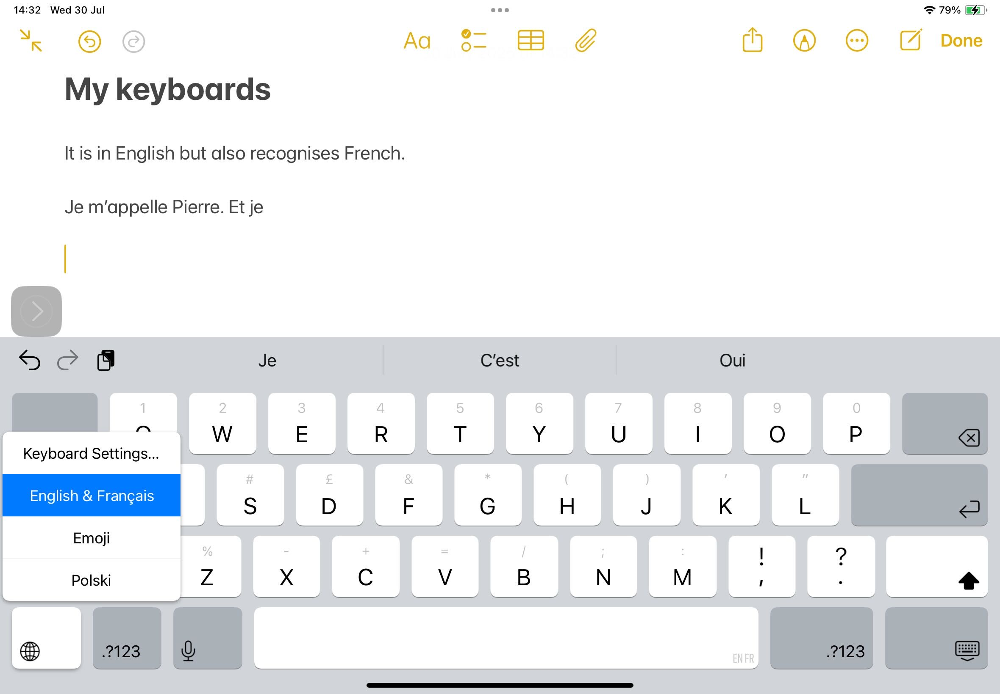 14:32 Wed 30 Jul 79%
Aa Done
My keyboards
It is in English but also recognises French.
Je m’appelle Pierre. Et je
Je C’est Oui
1 2 3 4 5 6 7 8 9 0
W E R T Y U I O P
Keyboard Settings...
# £ & * ( ) ' "
English & Français
S D F G H J K L
Emoji
% - + = / ; : ! ?
Polski
Z X C V B N M , .
.?123 EN FR .?123